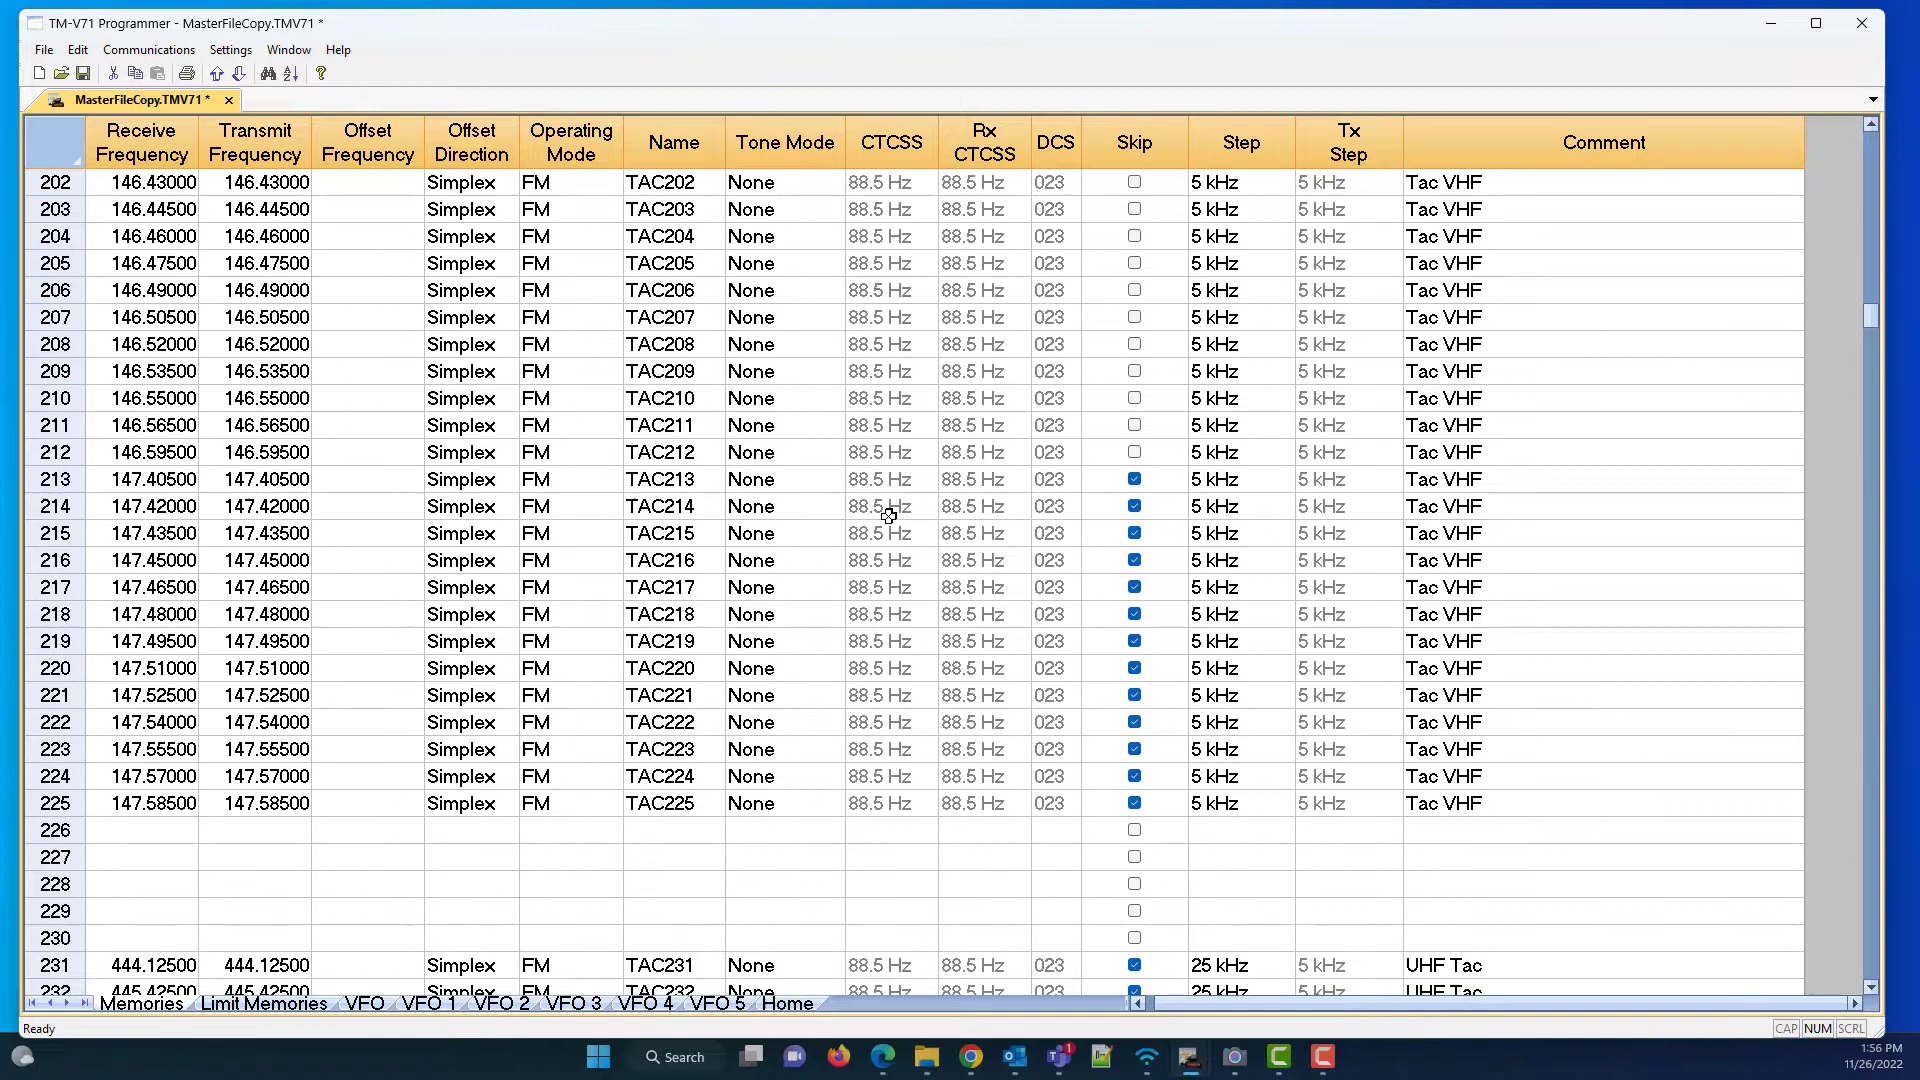 TM-V71 Programmer - MasterFileCopy.TMV71 *
File Edit Communications Settings Window Help
MasterFileCopy.TMV71 *
Receive Frequency Transmit Frequency Offset Frequency Offset Direction Operating Mode Name Tone Mode CTCSS Rx CTCSS DCS Skip Step Tx Step Comment
202 146.43000 146.43000 Simplex FM TAC202 None 88.5 Hz 88.5 Hz 023 5 kHz 5 kHz Tac VHF
203 146.44500 146.44500 Simplex FM TAC203 None 88.5 Hz 88.5 Hz 023 5 kHz 5 kHz Tac VHF
204 146.46000 146.46000 Simplex FM TAC204 None 88.5 Hz 88.5 Hz 023 5 kHz 5 kHz Tac VHF
205 146.47500 146.47500 Simplex FM TAC205 None 88.5 Hz 88.5 Hz 023 5 kHz 5 kHz Tac VHF
206 146.49000 146.49000 Simplex FM TAC206 None 88.5 Hz 88.5 Hz 023 5 kHz 5 kHz Tac VHF
207 146.50500 146.50500 Simplex FM TAC207 None 88.5 Hz 88.5 Hz 023 5 kHz 5 kHz Tac VHF
208 146.52000 146.52000 Simplex FM TAC208 None 88.5 Hz 88.5 Hz 023 5 kHz 5 kHz Tac VHF
209 146.53500 146.53500 Simplex FM TAC209 None 88.5 Hz 88.5 Hz 023 5 kHz 5 kHz Tac VHF
210 146.55000 146.55000 Simplex FM TAC210 None 88.5 Hz 88.5 Hz 023 5 kHz 5 kHz Tac VHF
211 146.56500 146.56500 Simplex FM TAC211 None 88.5 Hz 88.5 Hz 023 5 kHz 5 kHz Tac VHF
212 146.59500 146.59500 Simplex FM TAC212 None 88.5 Hz 88.5 Hz 023 5 kHz 5 kHz Tac VHF
213 147.40500 147.40500 Simplex FM TAC213 None 88.5 Hz 88.5 Hz 023 5 kHz 5 kHz Tac VHF
214 147.42000 147.42000 Simplex FM TAC214 None 88.5 Hz 88.5 Hz 023 5 kHz 5 kHz Tac VHF
215 147.43500 147.43500 Simplex FM TAC215 None 88.5 Hz 88.5 Hz 023 5 kHz 5 kHz Tac VHF
216 147.45000 147.45000 Simplex FM TAC216 None 88.5 Hz 88.5 Hz 023 5 kHz 5 kHz Tac VHF
217 147.46500 147.46500 Simplex FM TAC217 None 88.5 Hz 88.5 Hz 023 5 kHz 5 kHz Tac VHF
218 147.48000 147.48000 Simplex FM TAC218 None 88.5 Hz 88.5 Hz 023 5 kHz 5 kHz Tac VHF
219 147.49500 147.49500 Simplex FM TAC219 None 88.5 Hz 88.5 Hz 023 5 kHz 5 kHz Tac VHF
220 147.51000 147.51000 Simplex FM TAC220 None 88.5 Hz 88.5 Hz 023 5 kHz 5 kHz Tac VHF
221 147.52500 147.52500 Simplex FM TAC221 None 88.5 Hz 88.5 Hz 023 5 kHz 5 kHz Tac VHF
222 147.54000 147.54000 Simplex FM TAC222 None 88.5 Hz 88.5 Hz 023 5 kHz 5 kHz Tac VHF
223 147.55500 147.55500 Simplex FM TAC223 None 88.5 Hz 88.5 Hz 023 5 kHz 5 kHz Tac VHF
224 147.57000 147.57000 Simplex FM TAC224 None 88.5 Hz 88.5 Hz 023 5 kHz 5 kHz Tac VHF
225 147.58500 147.58500 Simplex FM TAC225 None 88.5 Hz 88.5 Hz 023 5 kHz 5 kHz Tac VHF
226
227
228
229
230
231 444.12500 444.12500 Simplex FM TAC231 None 88.5 Hz 88.5 Hz 023 25 kHz 5 kHz UHF Tac
232 445.42500 445.42500 Simplex FM TAC232 None 88.5 Hz 88.5 Hz 023 25 kHz 5 kHz UHF Tac
Memories Limit Memories VFO VFO 1 VFO 2 VFO 3 VFO 4 VFO 5 Home
Ready CAP NUM SCRL
Search
1
1:56 PM
11/26/2022